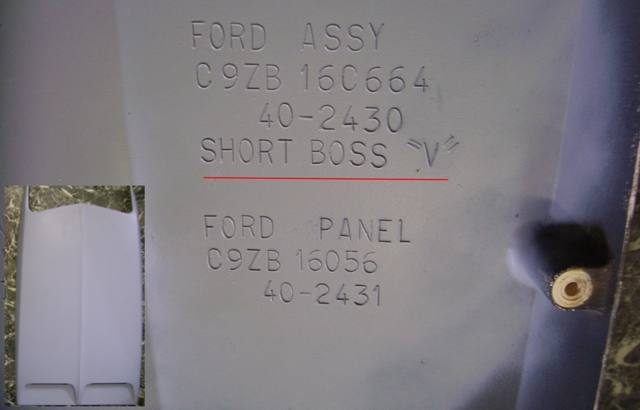 FORD ASSY
C9ZB 16C664
40-2430
SHORT BOSS "V"
FORD PANEL
C9ZB 16056
40-2431